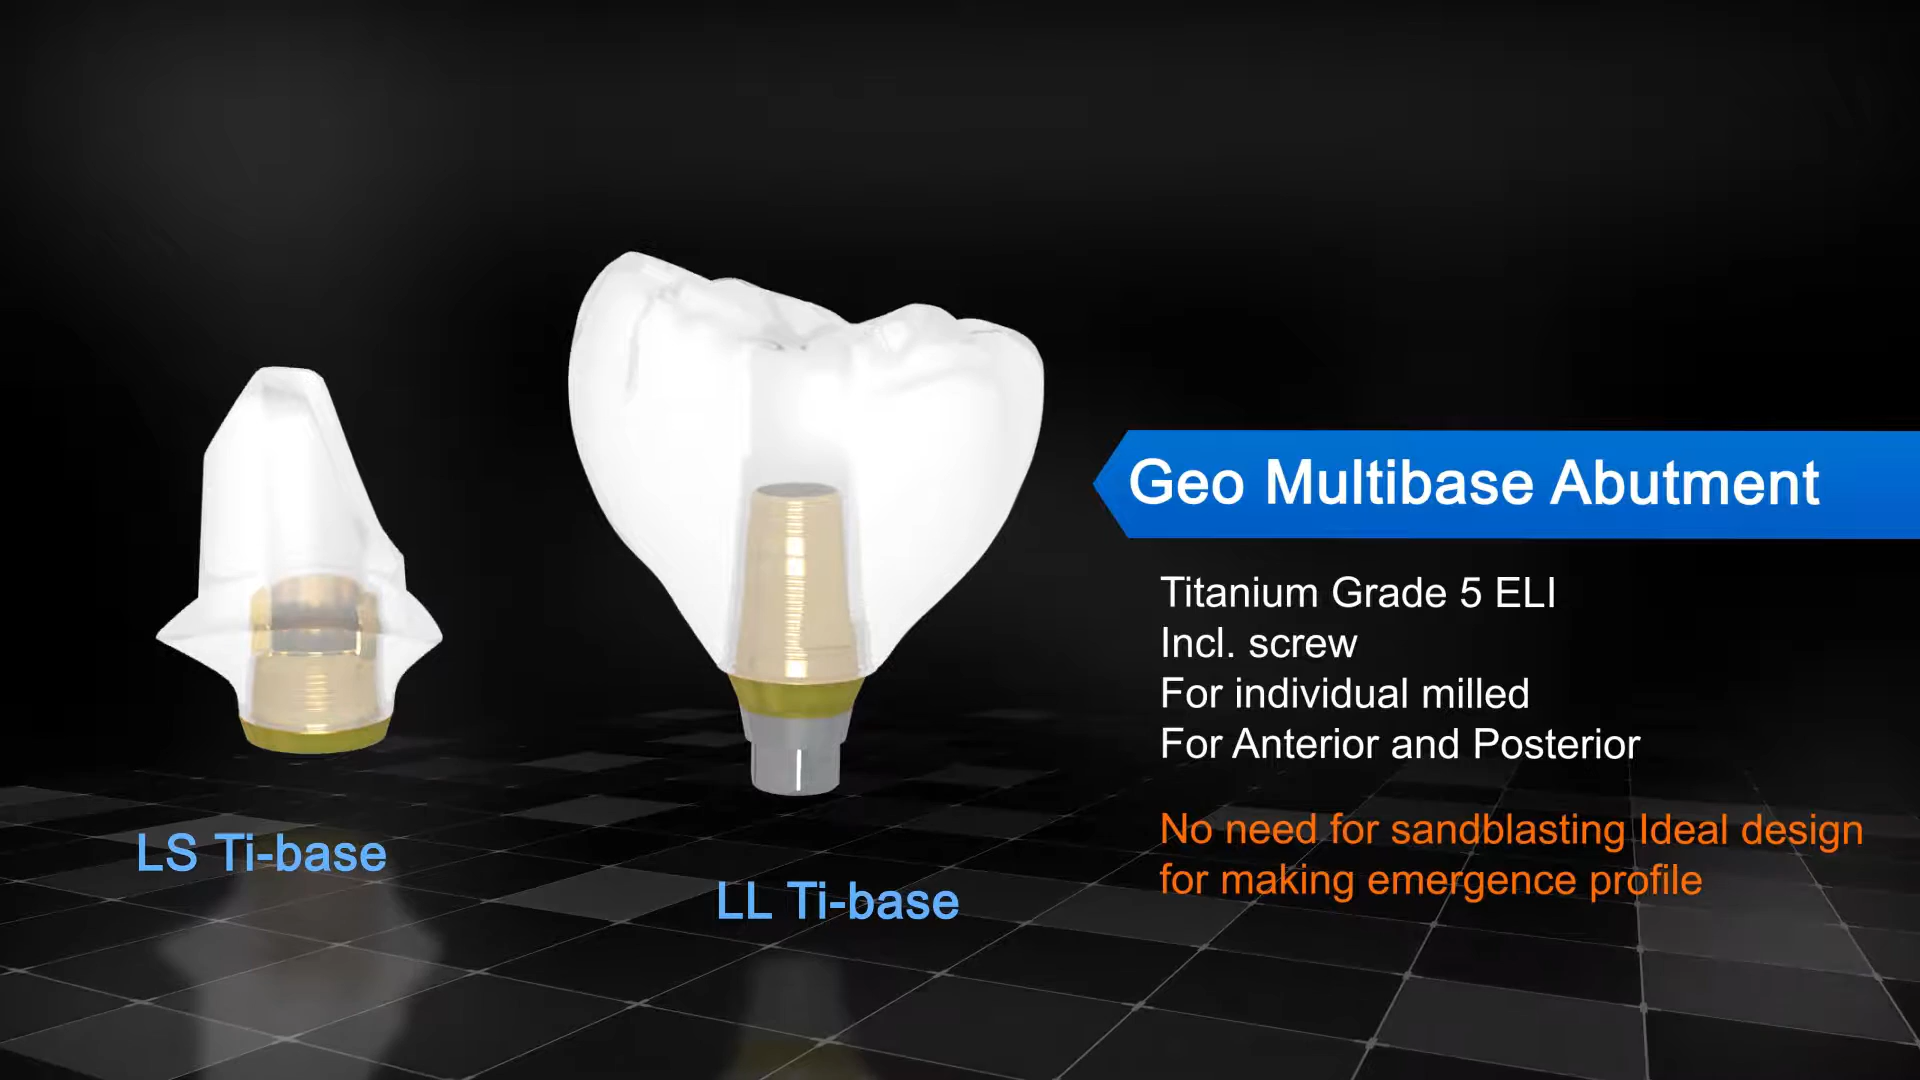 Geo Multibase Abutment
Titanium Grade 5 ELI
Incl. screw
For individual milled
For Anterior and Posterior
No need for sandblasting Ideal design
for making emergence profile
LS Ti-base
LL Ti-base